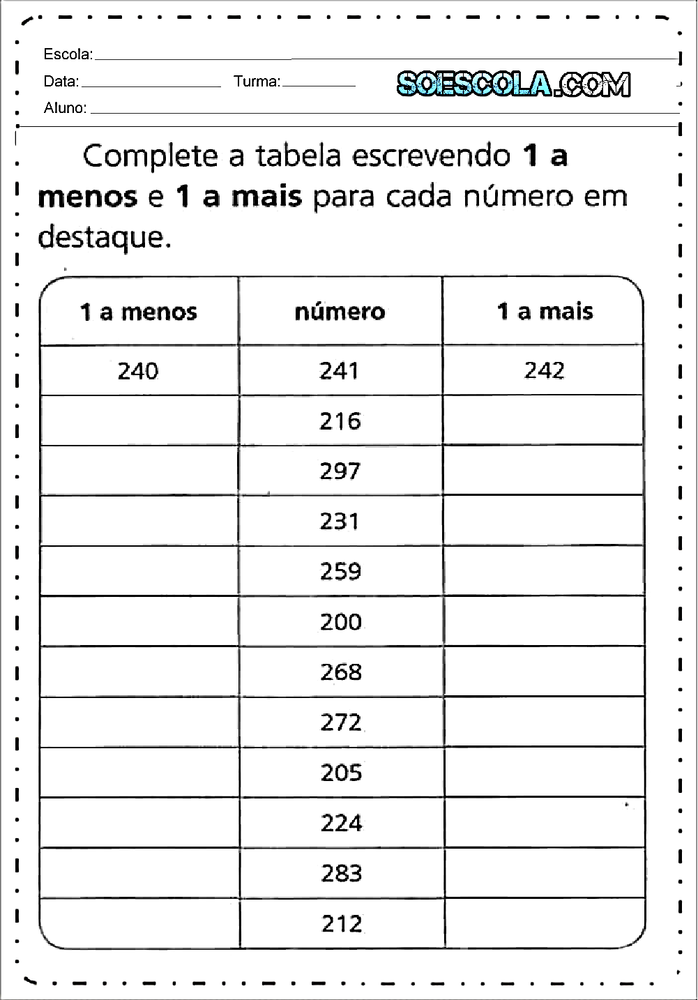 Escola:
Data: Turma: SOESCOLA.COM
Aluno:
Complete a tabela escrevendo 1 a
menos e 1 a mais para cada número em
destaque.
1 a menos número 1 a mais
240 241 242
216
297
231
259
200
268
272
205
224
283
212